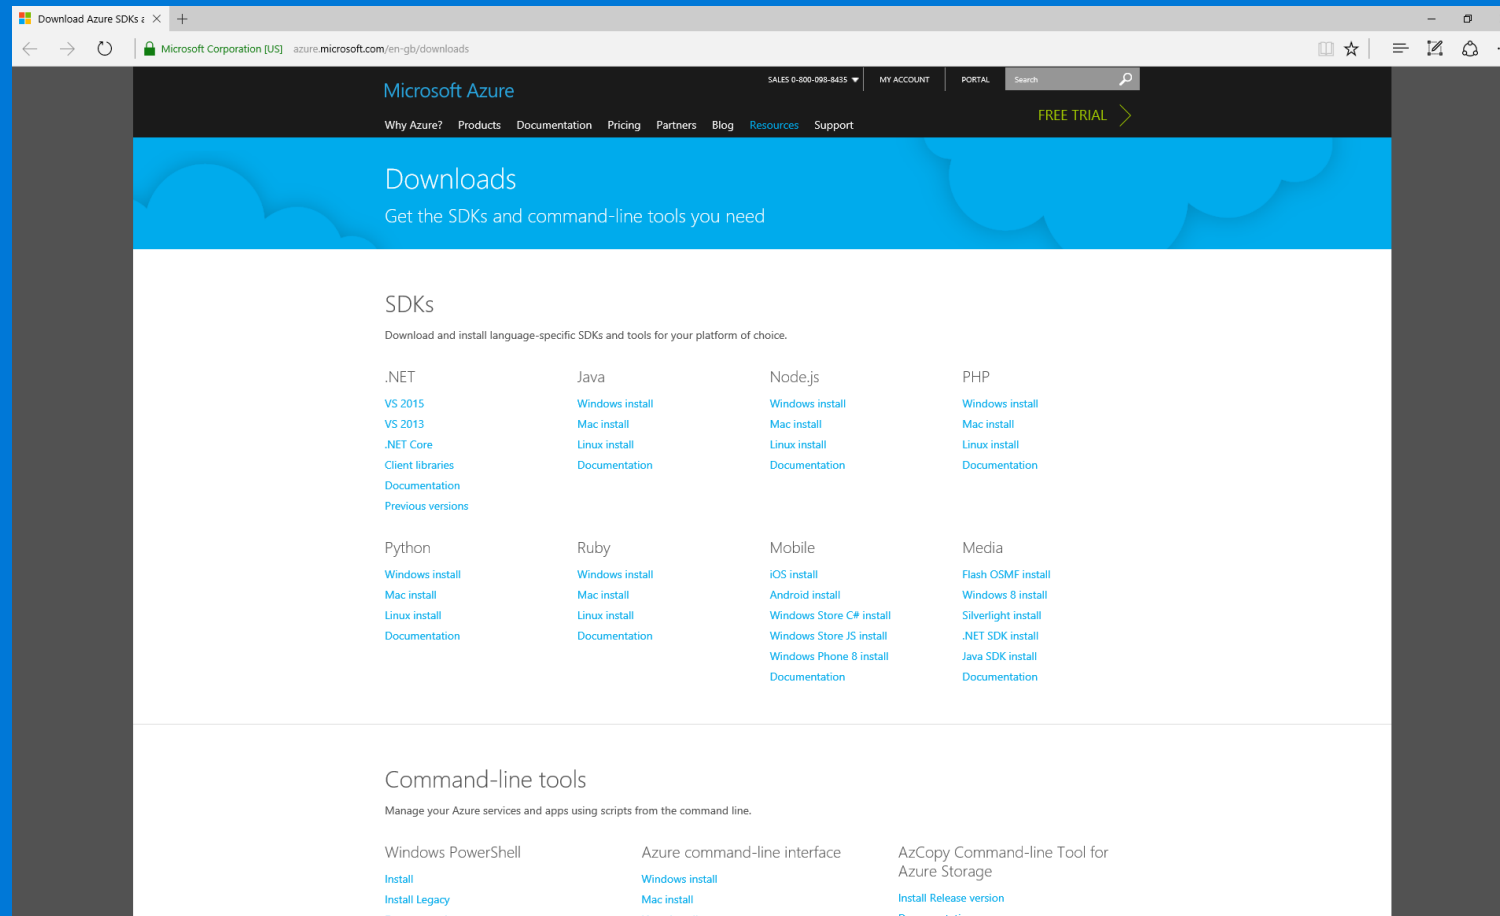 Download Azure SDKs a
Microsoft Corporation [US] azure.microsoft.com/en-gb/downloads
SALES 0-800-098-8435 MY ACCOUNT PORTAL Search
Microsoft Azure
FREE TRIAL
Why Azure? Products Documentation Pricing Partners Blog Resources Support
Downloads
Get the SDKs and command-line tools you need
SDKs
Download and install language-specific SDKs and tools for your platform of choice.
.NET
VS 2015
VS 2013
.NET Core
Client libraries
Documentation
Previous versions
Java
Windows install
Mac install
Linux install
Documentation
Node.js
Windows install
Mac install
Linux install
Documentation
PHP
Windows install
Mac install
Linux install
Documentation
Python
Windows install
Mac install
Linux install
Documentation
Ruby
Windows install
Mac install
Linux install
Documentation
Mobile
iOS install
Android install
Windows Store C# install
Windows Store JS install
Windows Phone 8 install
Documentation
Media
Flash OSMF install
Windows 8 install
Silverlight install
.NET SDK install
Java SDK install
Documentation
Command-line tools
Manage your Azure services and apps using scripts from the command line.
Windows PowerShell
Install
Install Legacy
Azure command-line interface
Windows install
Mac install
AzCopy Command-line Tool for
Azure Storage
Install Release version